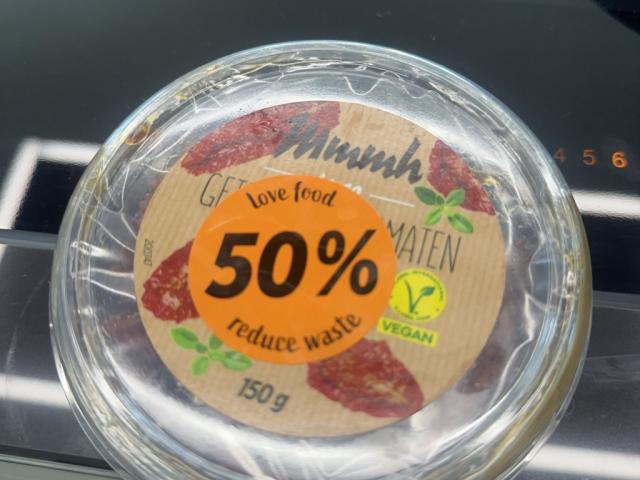 Mmmh
GET MATEN
Love food
50%
reduce waste
VEGAN
150 g
4 5 6